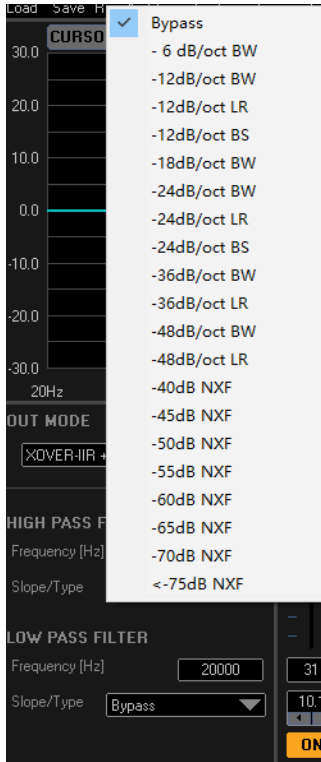 Load Save
CURSO
30.0
20.0
10.0
0.0
-10.0
-20.0
-30.0
20Hz
Bypass
- 6 dB/oct BW
-12dB/oct BW
-12dB/oct LR
-12dB/oct BS
-18dB/oct BW
-24dB/oct BW
-24dB/oct LR
-24dB/oct BS
-36dB/oct BW
-36dB/oct LR
-48dB/oct BW
-48dB/oct LR
-40dB NXF
-45dB NXF
-50dB NXF
-55dB NXF
-60dB NXF
-65dB NXF
-70dB NXF
<-75dB NXF
OUT MODE
XOVER-IIR +
HIGH PASS F
Frequency [Hz]
Slope/Type
LOW PASS FILTER
Frequency [Hz] 20000
Slope/Type Bypass
31
10.1
ON